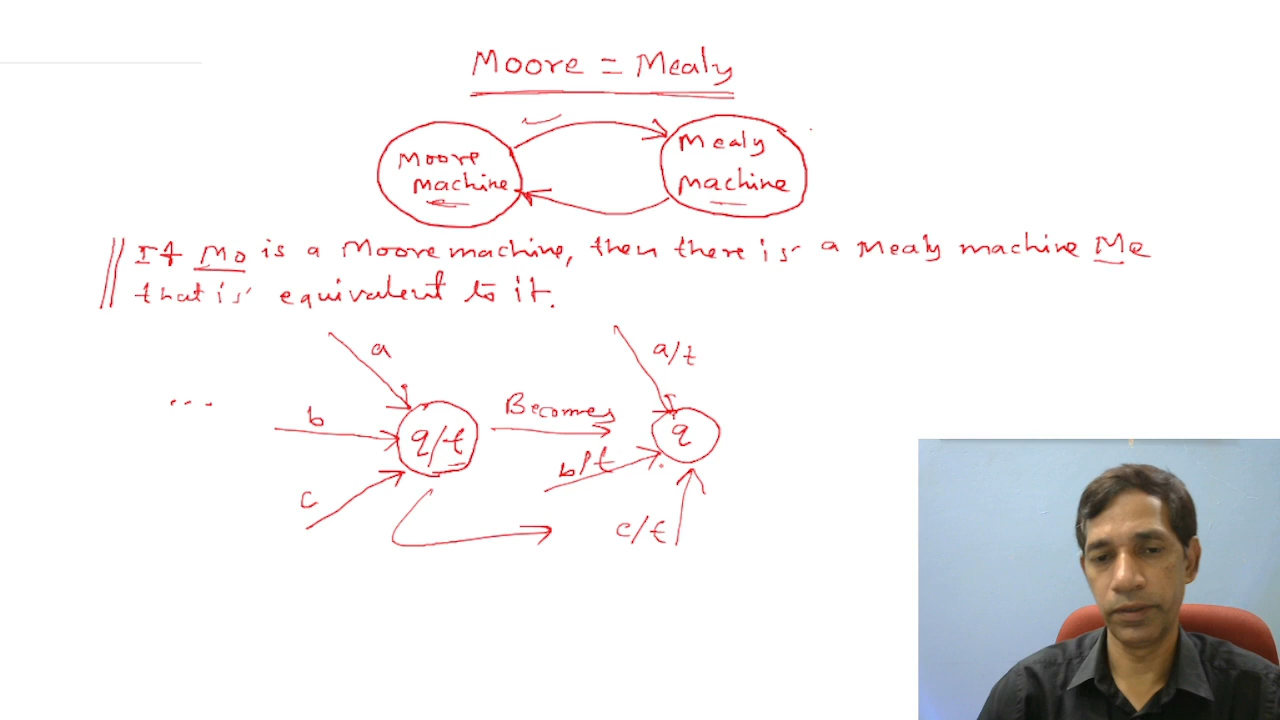 Moore = Mealy
Moore machine
Mealy machine
If Mo is a Moore machine, then there is a Mealy machine Me
that is equivalent to it.
a
a/t
...
b
q/t
Becomes
q
b/t
c
c/t